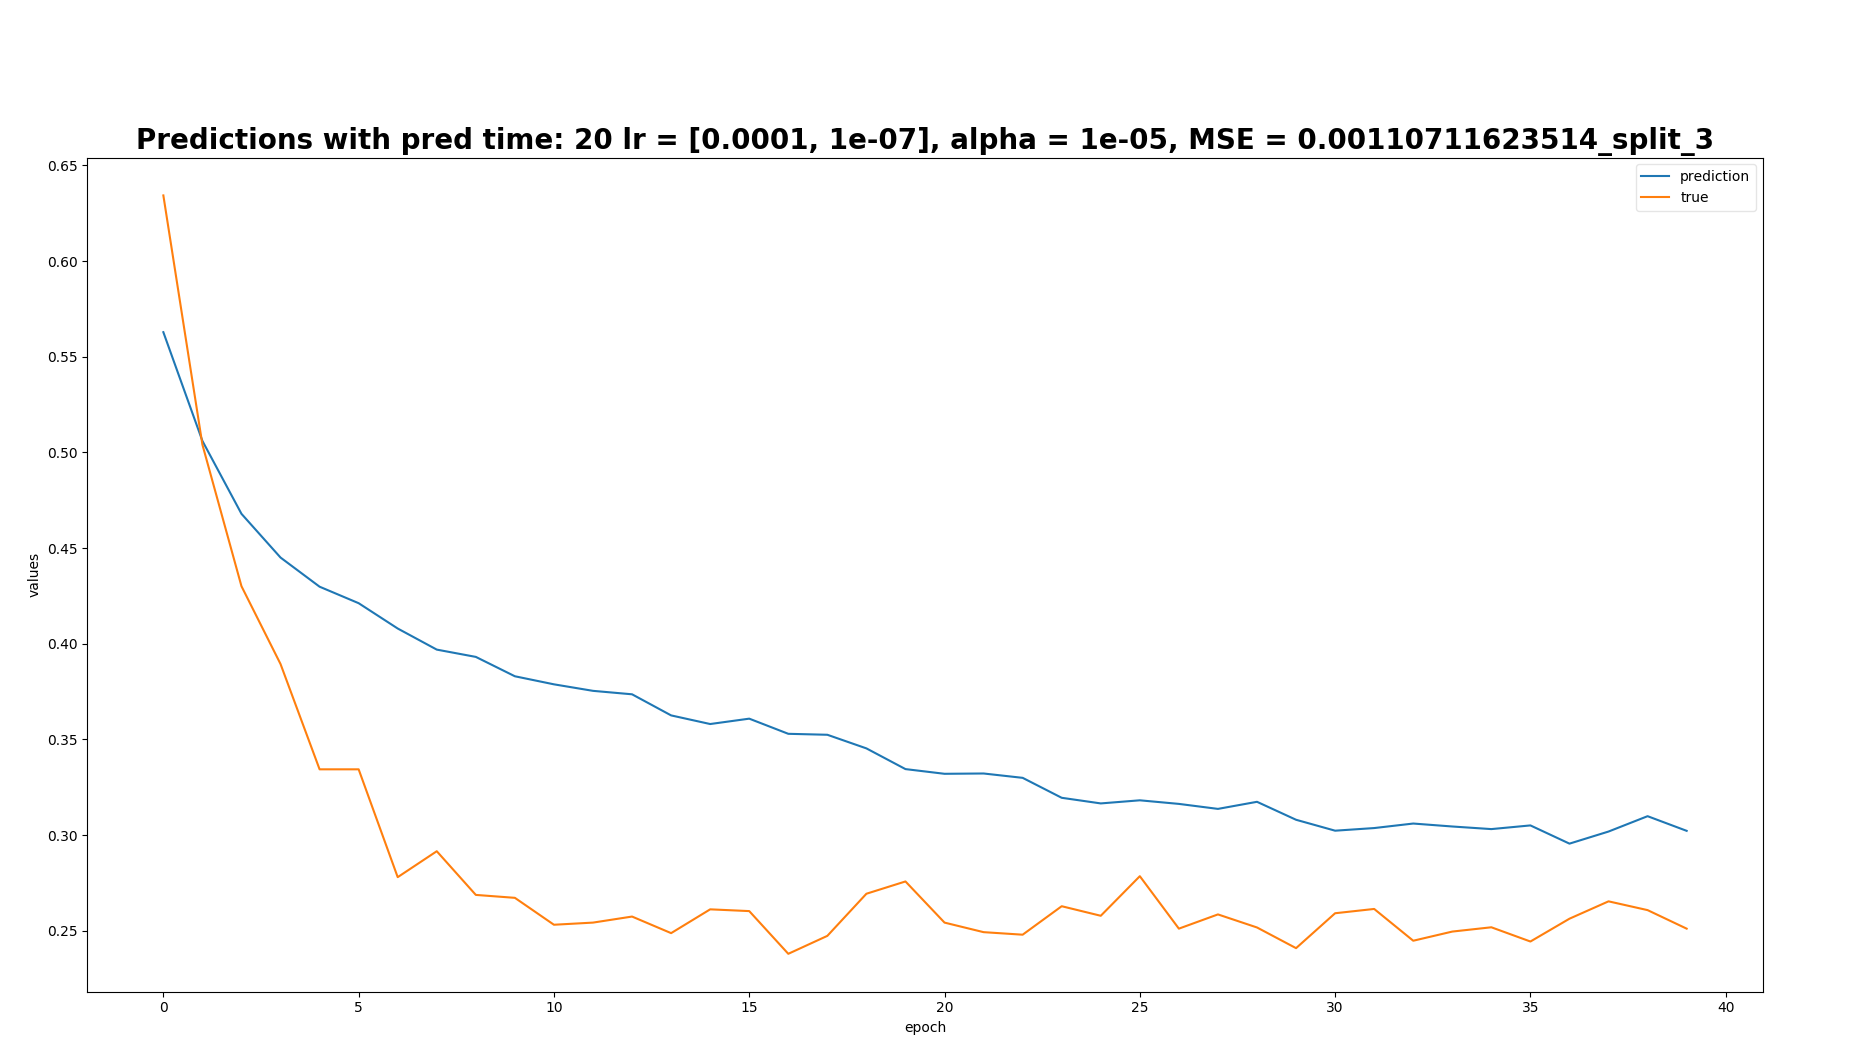 Predictions with pred time: 20 lr = [0.0001, 1e-07], alpha = 1e-05, MSE = 0.00110711623514_split_3
prediction
true
0.65
0.60
0.55
0.50
0.45
0.40
0.35
0.30
0.25
values
0 5 10 15 20 25 30 35 40
epoch